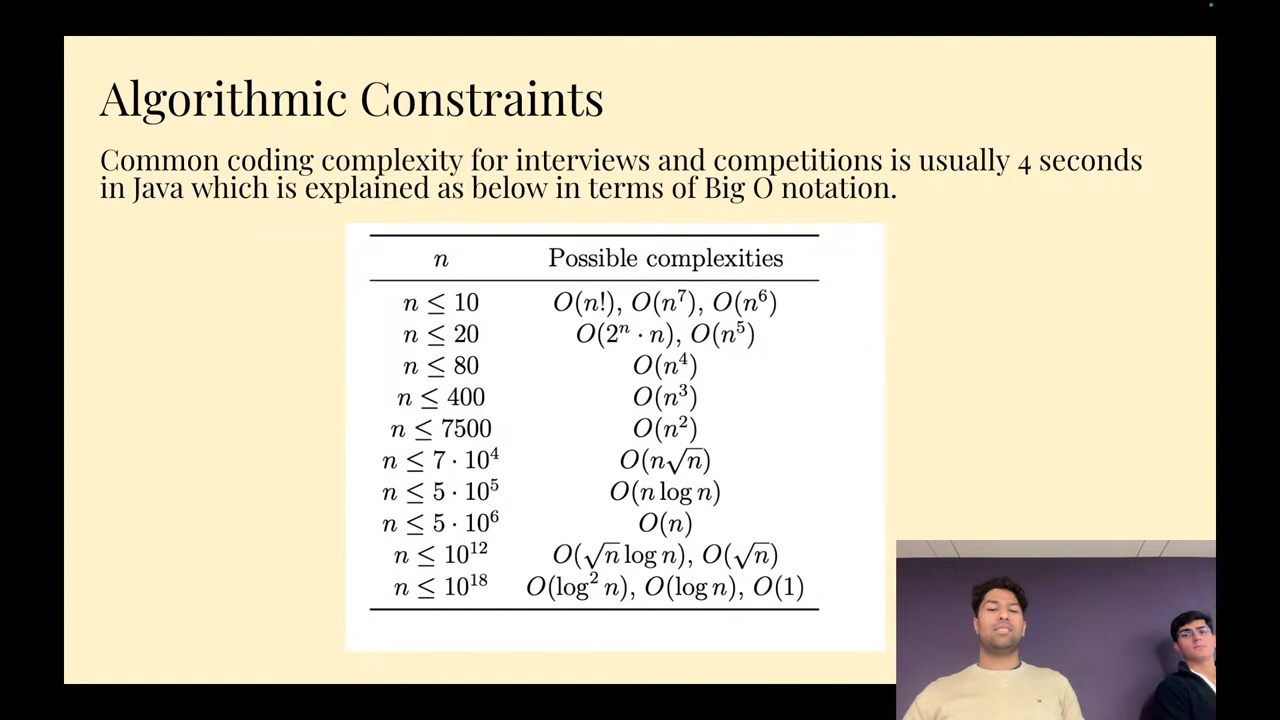 Algorithmic Constraints
Common coding complexity for interviews and competitions is usually 4 seconds
in Java which is explained as below in terms of Big O notation.
n Possible complexities
n ≤ 10 O(n!), O(n⁷), O(n⁶)
n ≤ 20 O(2ⁿ · n), O(n⁵)
n ≤ 80 O(n⁴)
n ≤ 400 O(n³)
n ≤ 7500 O(n²)
n ≤ 7 · 10⁴ O(n√n)
n ≤ 5 · 10⁵ O(n log n)
n ≤ 5 · 10⁶ O(n)
n ≤ 10¹² O(√n log n), O(√n)
n ≤ 10¹⁸ O(log² n), O(log n), O(1)